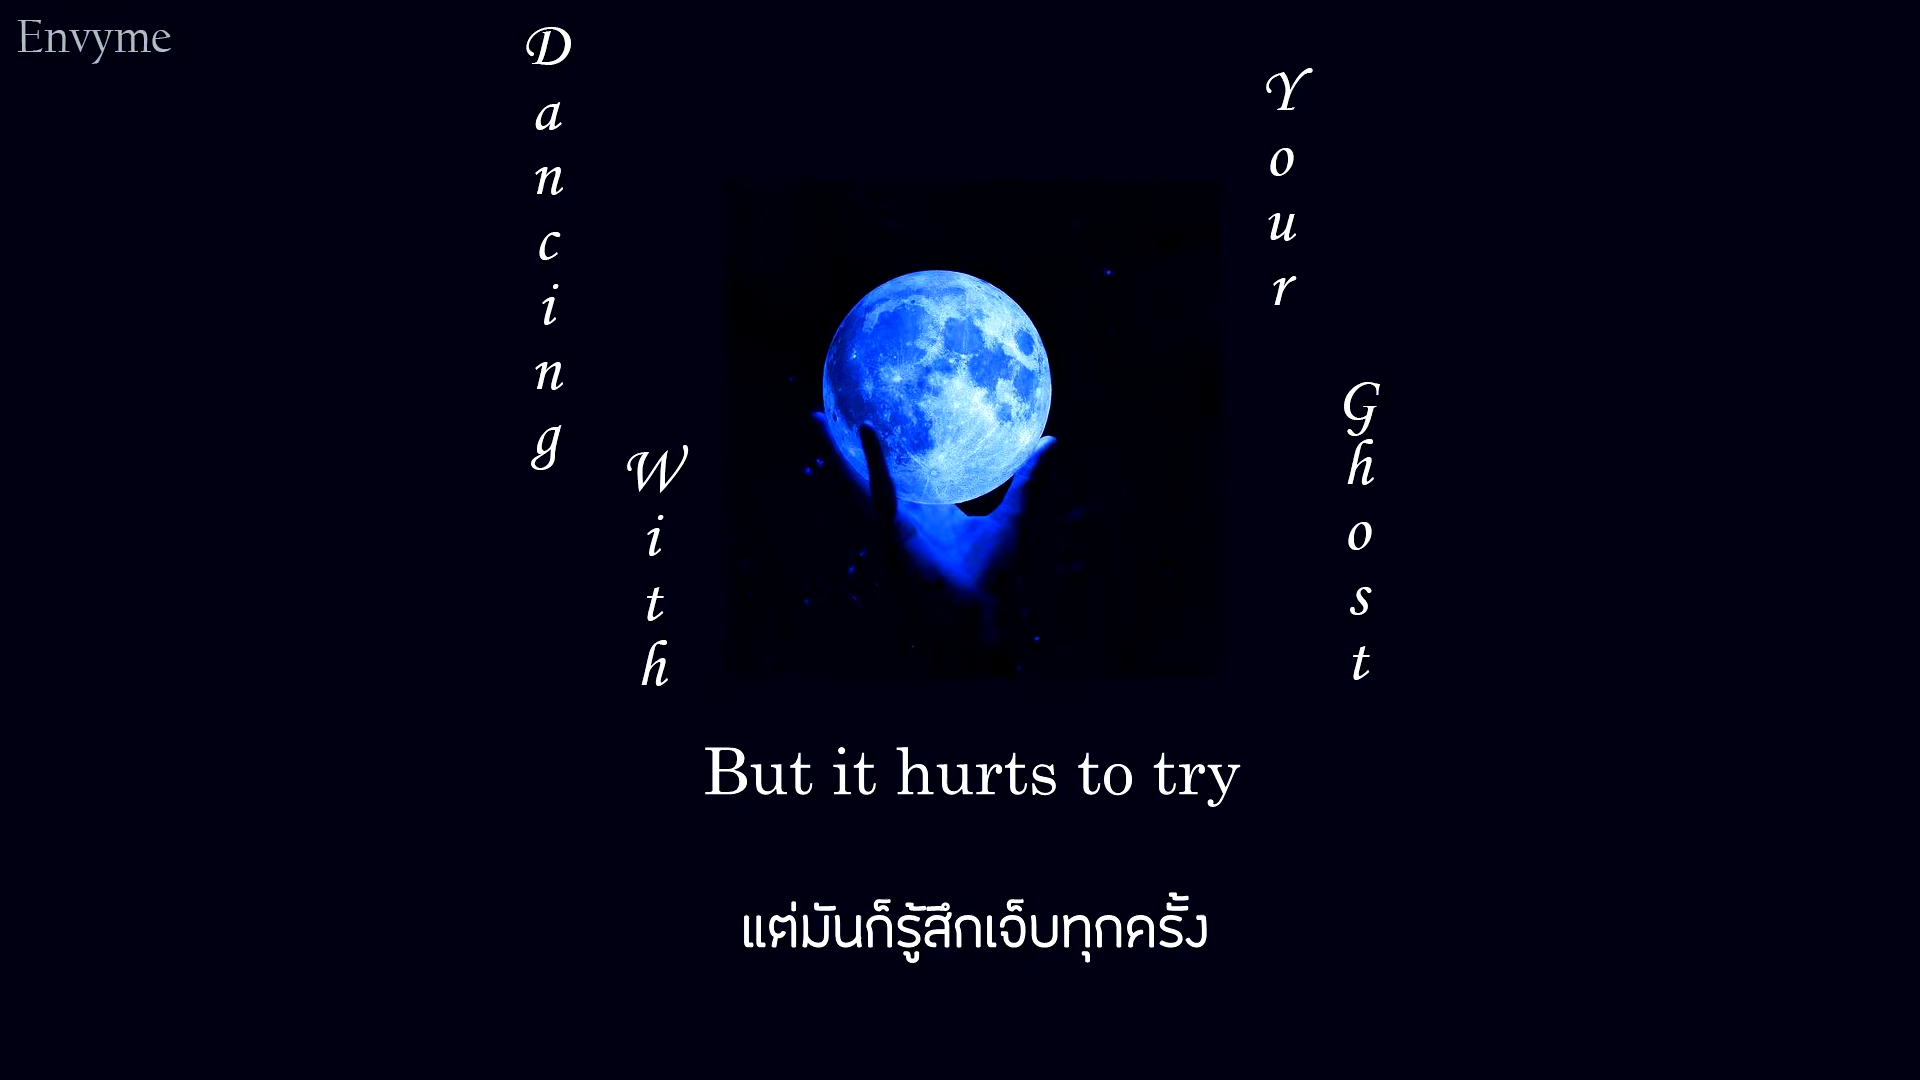 Envyme
Dancing
With
Your
Ghost
But it hurts to try
แต่มันก็รู้สึกเจ็บทุกครั้ง